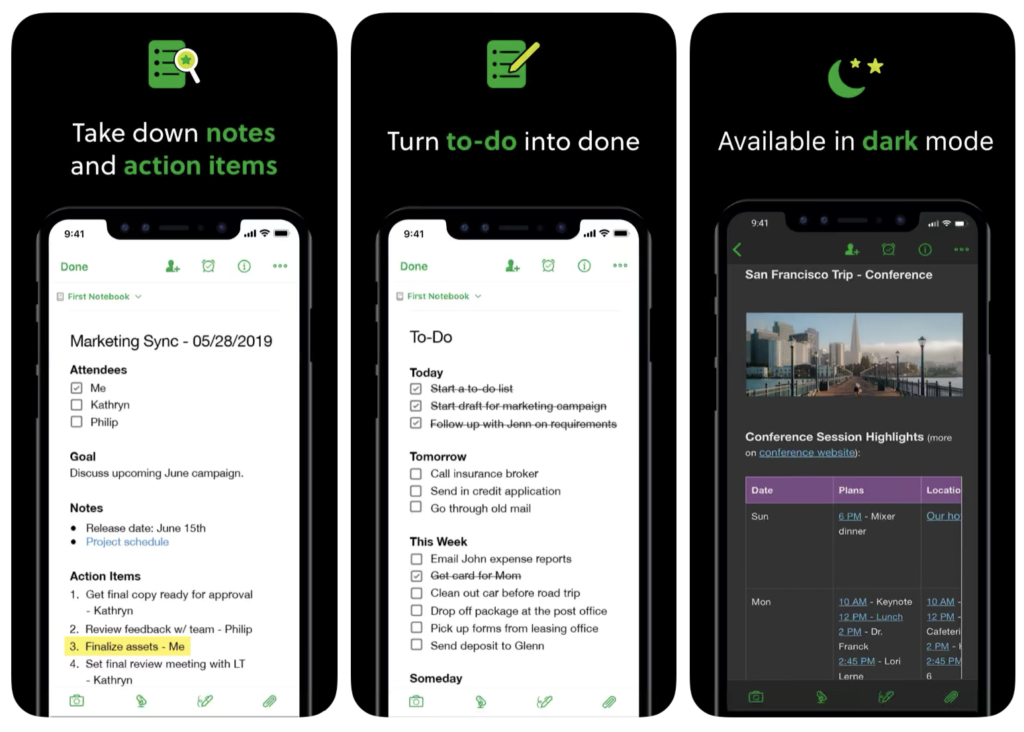 Take down notes
and action items
9:41
Done
First Notebook
Marketing Sync - 05/28/2019
Attendees
Me
Kathryn
Philip
Goal
Discuss upcoming June campaign.
Notes
• Release date: June 15th
• Project schedule
Action Items
1. Get final copy ready for approval
- Kathryn
2. Review feedback w/ team - Philip
3. Finalize assets - Me
4. Set final review meeting with LT
- Kathryn
Turn to-do into done
9:41
Done
First Notebook
To-Do
Today
Start a to-do list
Start draft for marketing campaign
Follow up with Jenn on requirements
Tomorrow
Call insurance broker
Send in credit application
Go through old mail
This Week
Email John expense reports
Get card for Mom
Clean out car before road trip
Drop off package at the post office
Pick up forms from leasing office
Send deposit to Glenn
Someday
Available in dark mode
9:41
San Francisco Trip - Conference
Conference Session Highlights (more
on conference website):
Date Plans Locatio
Sun 6 PM - Mixer Our ho
dinner
Mon 10 AM - Keynote 10 AM -
12 PM - Lunch 12 PM -
2 PM - Dr. Cafeteri
Franck 2 PM -
2:45 PM - Lori 2:45 PM
Lerne 6